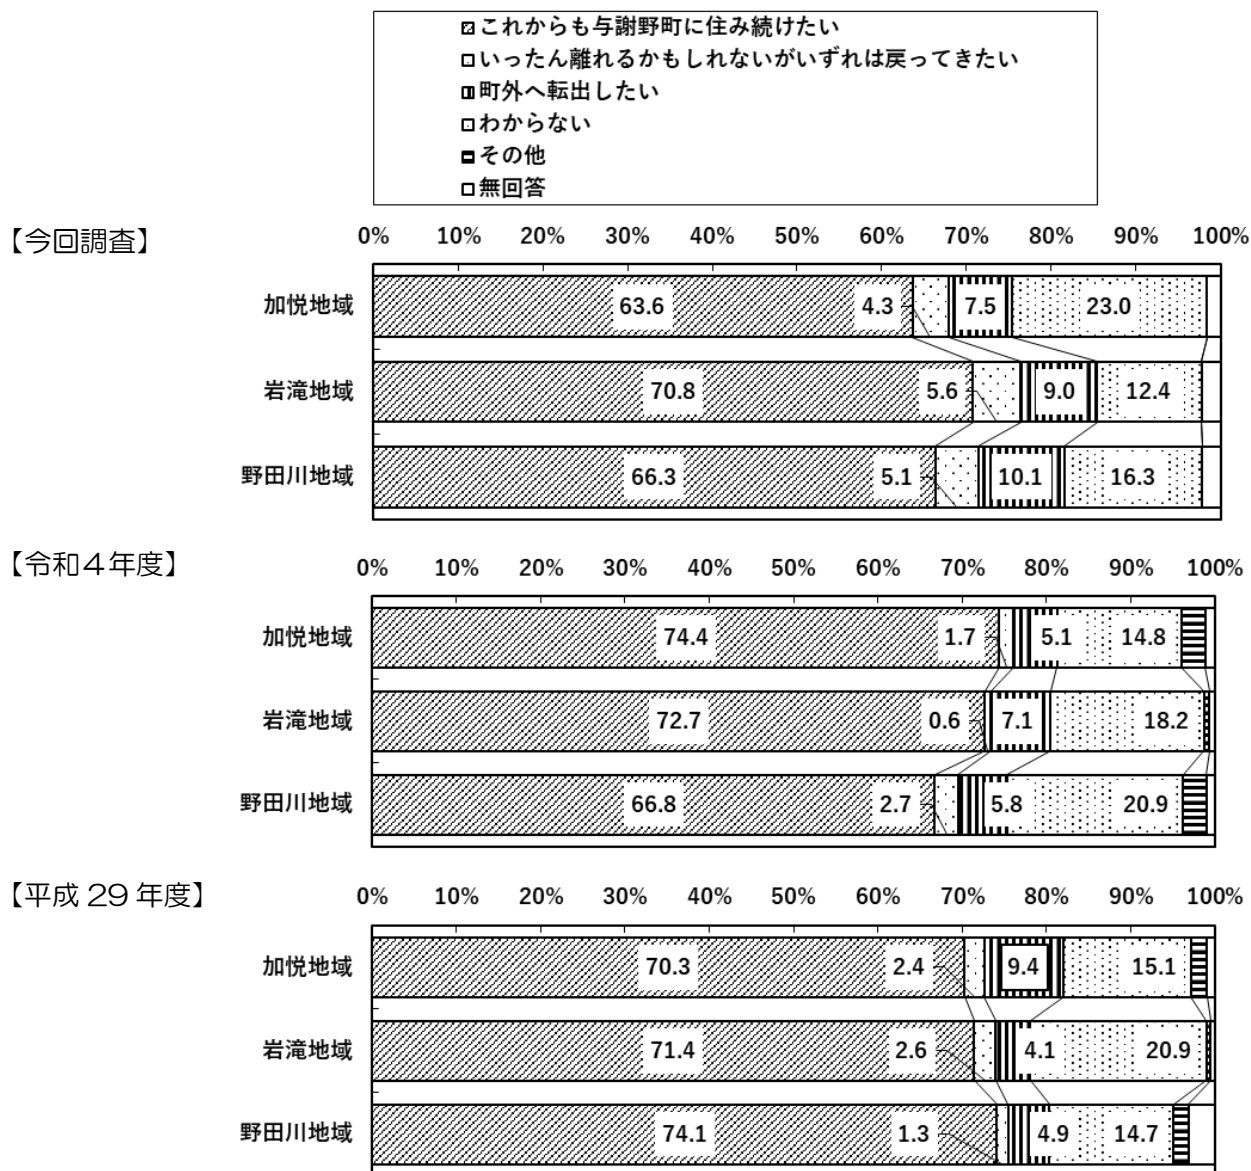 これからも与謝野町に住み続けたい
いったん離れるかもしれないがいずれは戻ってきたい
町外へ転出したい
わからない
その他
無回答
【今回調査】
0% 10% 20% 30% 40% 50% 60% 70% 80% 90% 100%
加悦地域 63.6 4.3 7.5 23.0
岩滝地域 70.8 5.6 9.0 12.4
野田川地域 66.3 5.1 10.1 16.3
【令和4年度】
0% 10% 20% 30% 40% 50% 60% 70% 80% 90% 100%
加悦地域 74.4 1.7 5.1 14.8
岩滝地域 72.7 0.6 7.1 18.2
野田川地域 66.8 2.7 5.8 20.9
【平成 29 年度】
0% 10% 20% 30% 40% 50% 60% 70% 80% 90% 100%
加悦地域 70.3 2.4 9.4 15.1
岩滝地域 71.4 2.6 4.1 20.9
野田川地域 74.1 1.3 4.9 14.7